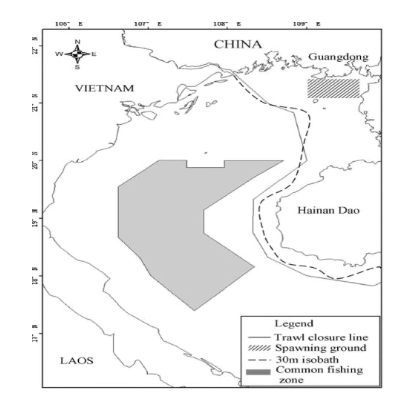 106° E 107° E 108° E 109° E
N
W E
S
CHINA
Guangdong
VIETNAM
22° N
21° N
20° N
19° N
18° N
17° N
Hainan Dao
LAOS
Legend
Trawl closure line
Spawning ground
30m isobath
Common fishing
zone